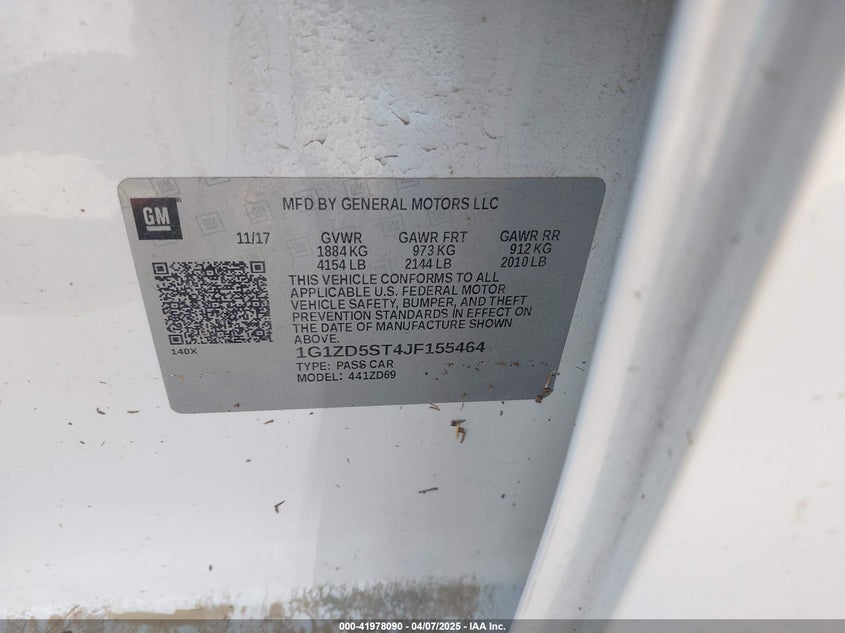 GM
MFD BY GENERAL MOTORS LLC
11/17 GVWR GAWR FRT GAWR RR
1884 KG 973 KG 912 KG
4154 LB 2144 LB 2010 LB
THIS VEHICLE CONFORMS TO ALL
APPLICABLE U.S. FEDERAL MOTOR
VEHICLE SAFETY, BUMPER, AND THEFT
PREVENTION STANDARDS IN EFFECT ON
THE DATE OF MANUFACTURE SHOWN
ABOVE.
140X
1G1ZD5ST4JF155464
TYPE: PASS CAR
MODEL: 441ZD69
000-41978090 - 04/07/2025 - IAA Inc.